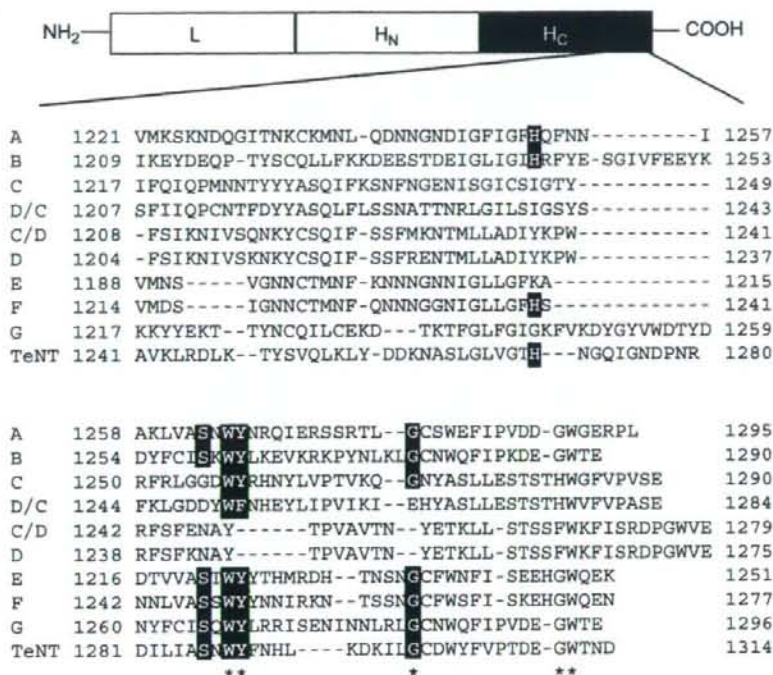 NH2 L HN HC COOH
A 1221 VMKSKNDQGITNKCKMNL-QDNNGNDIGFIGFHQFNN---------I 1257
B 1209 IKEYDEQP-TYSCQLLFKKDEESTDEIGLIGIHRFYE-SGIVFEEYK 1253
C 1217 IFQIQPMNNTYYYASQIFKSNFNGENISGICSIGTY----------- 1249
D/C 1207 SFIIQPCNTFDYYASQLFLSSNATTNRLGILSIGSYS---------- 1243
C/D 1208 -FSIKNIVSQNKYCSQIF-SSFMKNTMLLADIYKPW----------- 1241
D 1204 -FSIKNIVSKNKYCSQIF-SSFRENTMLLADIYKPW----------- 1237
E 1188 VMNS-----VGNNCTMNF-KNNNGNNIGLLGFKA------------- 1215
F 1214 VMDS-----IGNNCTMNF-QNNNGGNIGLLGFHS------------- 1241
G 1217 KKYYEKT--TYNCQILCEKD---TKTFGLFGIGKFVKDYGYVWDTYD 1259
TeNT 1241 AVKLRDLK--TYSVQLKLY-DDKNASLGLVGTH---NGQIGNDPNR 1280
A 1258 AKLVASNWYNRQIERSSRTL--GCSWEFIPVDD-GWGERPL 1295
B 1254 DYFCISKWYLKEVKRKPYNLKLGCNWQFIPKDE-GWTE 1290
C 1250 RFRLGGDWYRHNYLVPTVKQ--GNYASLLESTSTHWGFVPVSE 1290
D/C 1244 FKLGDDYWFNHEYLIPVIKI--EHYASLLESTSTHWVFVPASE 1284
C/D 1242 RFSFENAY------TPVAVTN--YETKLL-STSSFWKFISRDPGWVE 1279
D 1238 RFSFKNAY------TPVAVTN--YETKLL-STSSFWKFISRDPGWVE 1275
E 1216 DTVVASTWYYTHMRDH--TNSNGCFWNFI-SEEHGWQEK 1251
F 1242 NNLVASSWYYNNIRKN--TSSNGCFWSFI-SKEHGWQEN 1277
G 1260 NYFCISQWYLRRISENINNLRLGCNWQFIPVDE-GWTE 1296
TeNT 1281 DILIASNWYFNHL----KDKILGCDWYFVPTDE-GWTND 1314
** * **